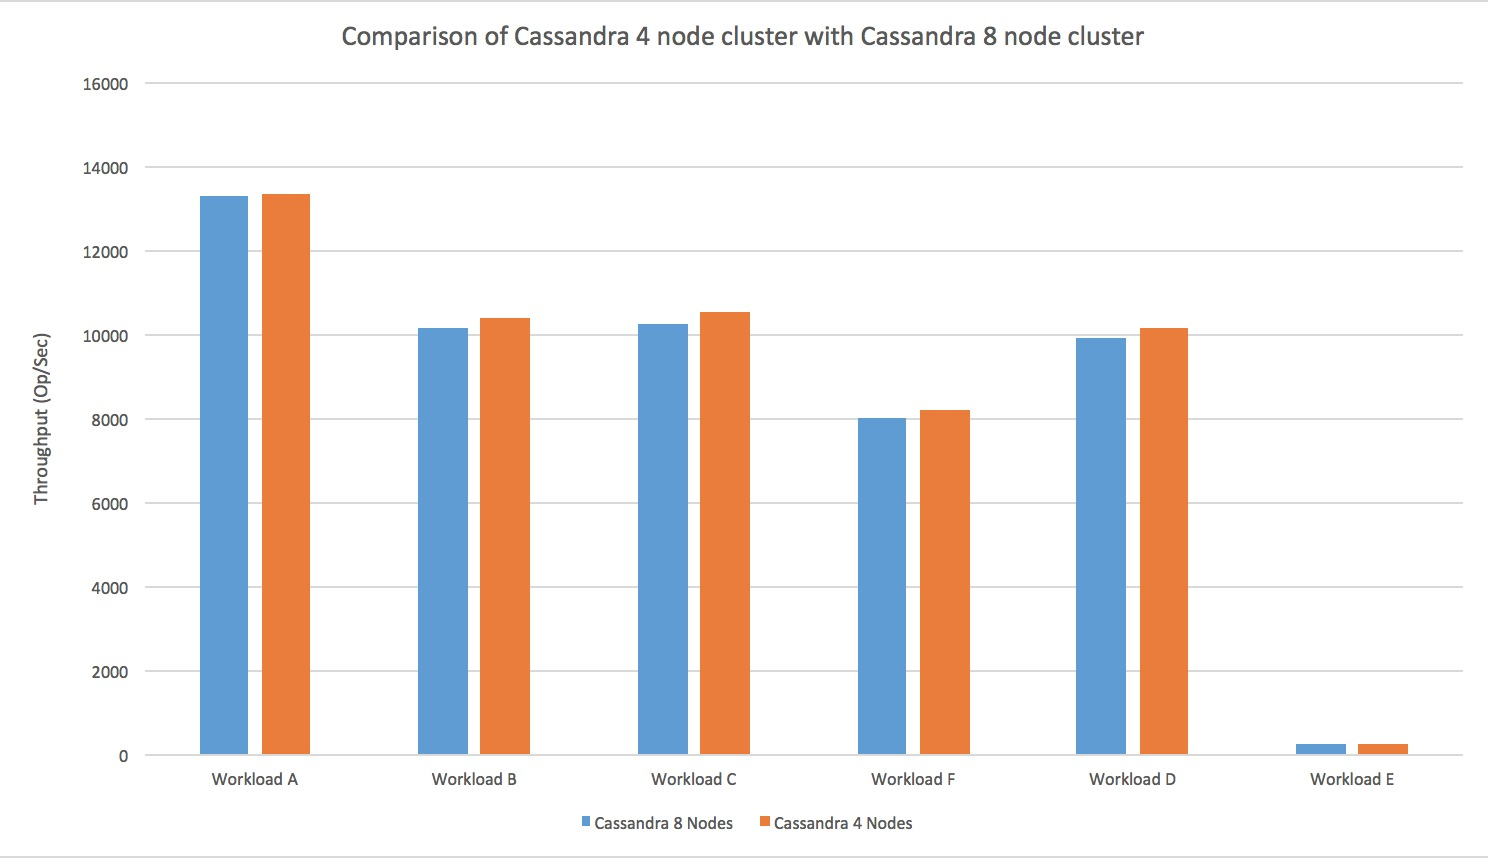 Comparison of Cassandra 4 node cluster with Cassandra 8 node cluster
Throughput (Op/Sec)
16000
14000
12000
10000
8000
6000
4000
2000
0
Workload A
Workload B
Workload C
Workload F
Workload D
Workload E
Cassandra 8 Nodes
Cassandra 4 Nodes